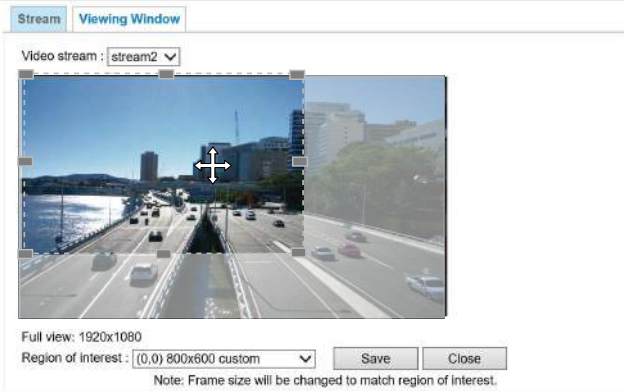 Stream Viewing Window
Video stream : stream2
Full view: 1920x1080
Region of interest : (0,0) 800x600 custom Save Close
Note: Frame size will be changed to match region of interest.